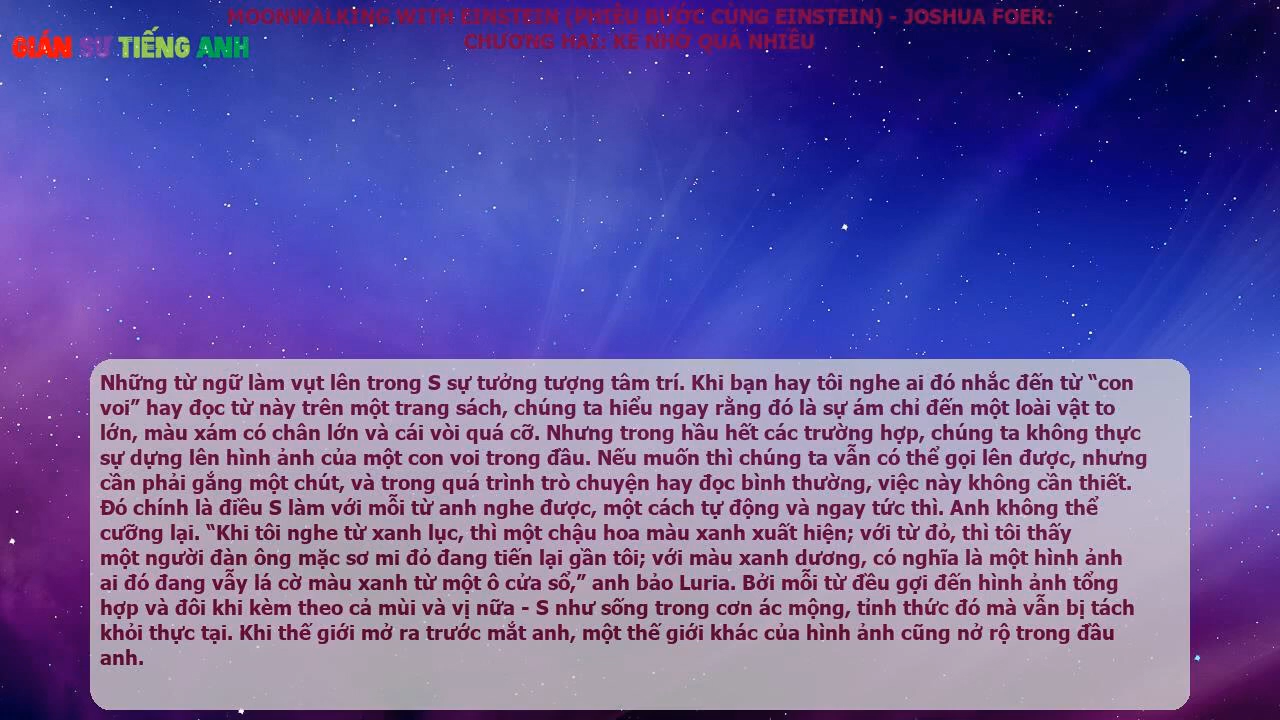 MOONWALKING WITH EINSTEIN (PHIÊU BƯỚC CÙNG EINSTEIN) - JOSHUA FOER:
CHƯƠNG HAI: KẺ NHỚ QUÁ NHIỀU
GIÁN SƯ TIẾNG ANH
Những từ ngữ làm vụt lên trong S sự tưởng tượng tâm trí. Khi bạn hay tôi nghe ai đó nhắc đến từ “con
voi” hay đọc từ này trên một trang sách, chúng ta hiểu ngay rằng đó là sự ám chỉ đến một loài vật to
lớn, màu xám có chân lớn và cái vòi quá cỡ. Nhưng trong hầu hết các trường hợp, chúng ta không thực
sự dựng lên hình ảnh của một con voi trong đầu. Nếu muốn thì chúng ta vẫn có thể gọi lên được, nhưng
cần phải gắng một chút, và trong quá trình trò chuyện hay đọc bình thường, việc này không cần thiết.
Đó chính là điều S làm với mỗi từ anh nghe được, một cách tự động và ngay tức thì. Anh không thể
cưỡng lại. “Khi tôi nghe từ xanh lục, thì một chậu hoa màu xanh xuất hiện; với từ đỏ, thì tôi thấy
một người đàn ông mặc sơ mi đỏ đang tiến lại gần tôi; với màu xanh dương, có nghĩa là một hình ảnh
ai đó đang vẫy lá cờ màu xanh từ một ô cửa sổ,” anh bảo Luria. Bởi mỗi từ đều gợi đến hình ảnh tổng
hợp và đôi khi kèm theo cả mùi và vị nữa - S như sống trong cơn ác mộng, tỉnh thức đó mà vẫn bị tách
khỏi thực tại. Khi thế giới mở ra trước mắt anh, một thế giới khác của hình ảnh cũng nở rộ trong đầu
anh.